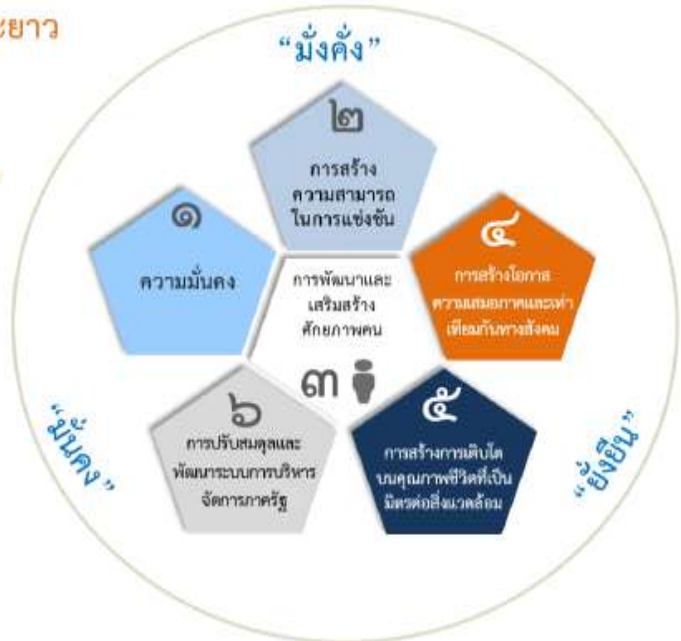 ะยาว
“มั่งคั่ง”
๒
การสร้าง
ความสามารถ
ในการแข่งขัน
๑
ความมั่นคง
๔
การสร้างโอกาส
ความเสมอภาคและเท่า
เทียมกันทางสังคม
การพัฒนาและ
เสริมสร้าง
ศักยภาพคน
๓
๖
การปรับสมดุลและ
พัฒนาระบบการบริหาร
จัดการภาครัฐ
๕
การสร้างการเติบโต
บนคุณภาพชีวิตที่เป็น
มิตรต่อสิ่งแวดล้อม
“มั่นคง”
“ยั่งยืน”